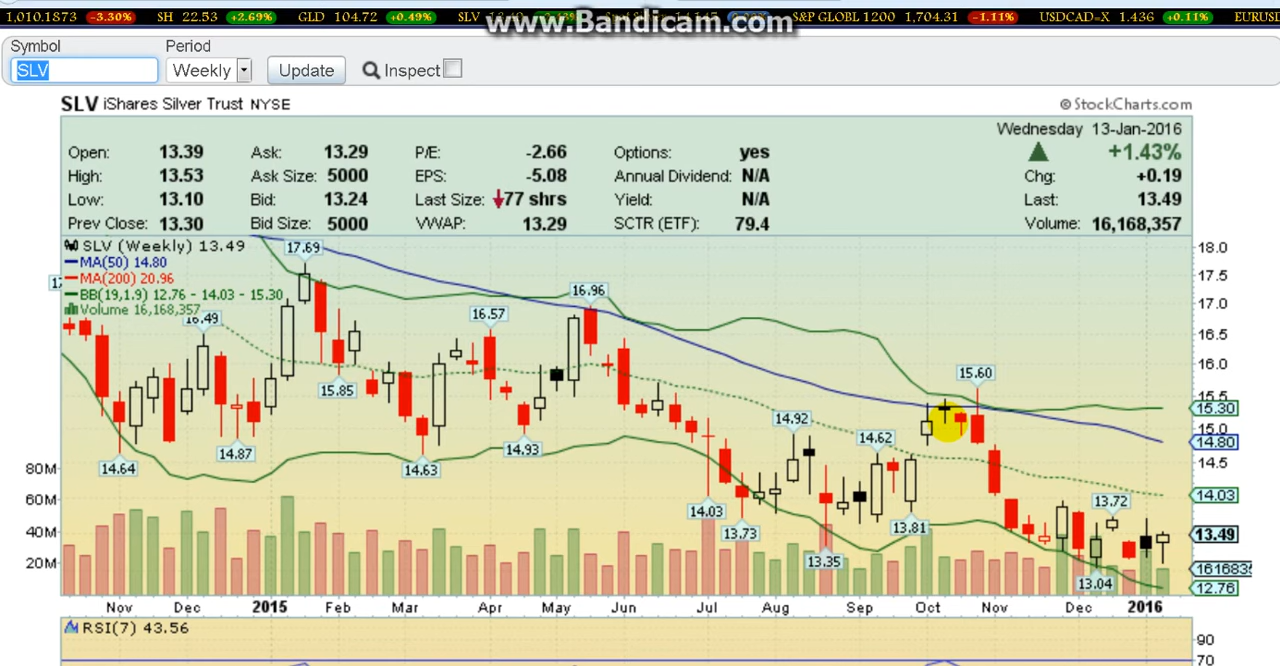 1,010.1873 -3.30% SH 22.53 +2.69% GLD 104.72 +0.49% SLV S&P GLOBL 1200 1,704.31 -1.11% USDCAD=X 1.436 +0.11% EURUSI
www.Bandicam.com
Symbol Period
SLV Weekly Update Inspect
SLV iShares Silver Trust NYSE © StockCharts.com
Wednesday 13-Jan-2016
Open: 13.39 Ask: 13.29 P/E: -2.66 Options: yes +1.43%
High: 13.53 Ask Size: 5000 EPS: -5.08 Annual Dividend: N/A Chg: +0.19
Low: 13.10 Bid: 13.24 Last Size: 77 shrs Yield: N/A Last: 13.49
Prev Close: 13.30 Bid Size: 5000 VWAP: 13.29 SCTR (ETF): 79.4 Volume: 16,168,357
SLV (Weekly) 13.49
MA(50) 14.80
MA(200) 20.96
BB(19,1.9) 12.76 - 14.03 - 15.30
Volume 16,168,357
17.69
16.96
16.57
16.49
15.85
15.60
14.92
14.62
14.64
14.87
14.63
14.93
14.03
13.73
13.35
13.81
13.72
13.04
18.0
17.5
17.0
16.5
16.0
15.5
15.30
15.0
14.80
14.5
14.03
13.49
1616835
12.76
80M
60M
40M
20M
Nov Dec 2015 Feb Mar Apr May Jun Jul Aug Sep Oct Nov Dec 2016
RSI(7) 43.56
90
70